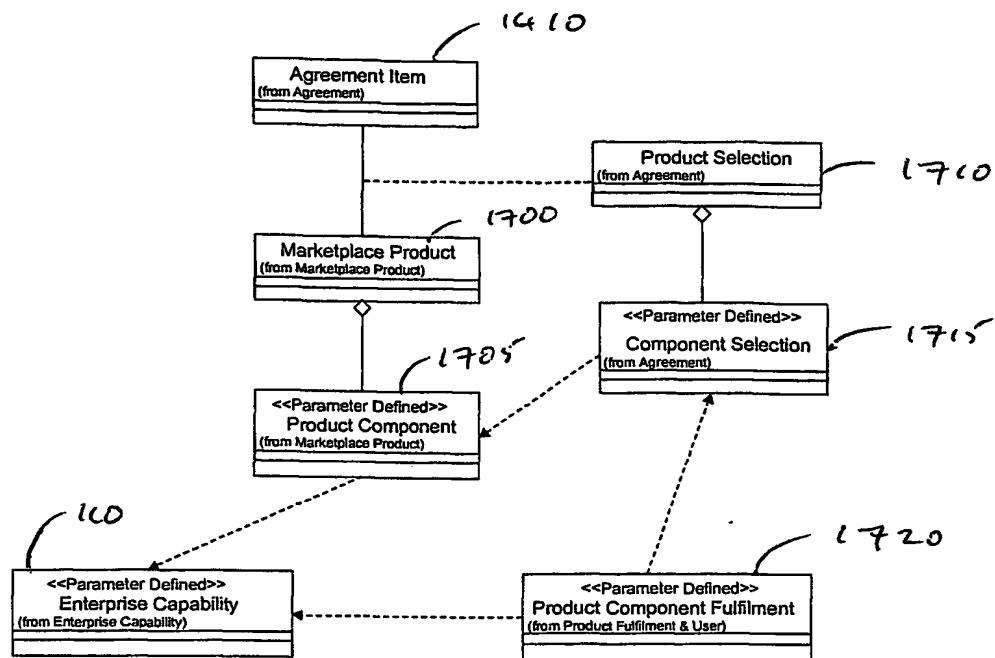 1410
Agreement Item
(from Agreement)
Product Selection
(from Agreement)
1710
1700
Marketplace Product
(from Marketplace Product)
<<Parameter Defined>>
Component Selection
(from Agreement)
1715
1705
<<Parameter Defined>>
Product Component
(from Marketplace Product)
110
<<Parameter Defined>>
Enterprise Capability
(from Enterprise Capability)
1720
<<Parameter Defined>>
Product Component Fulfilment
(from Product Fulfilment & User)